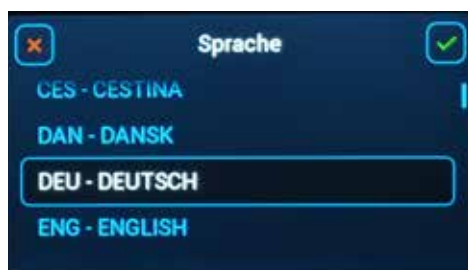 Sprache
CES - CESTINA
DAN - DANSK
DEU - DEUTSCH
ENG - ENGLISH